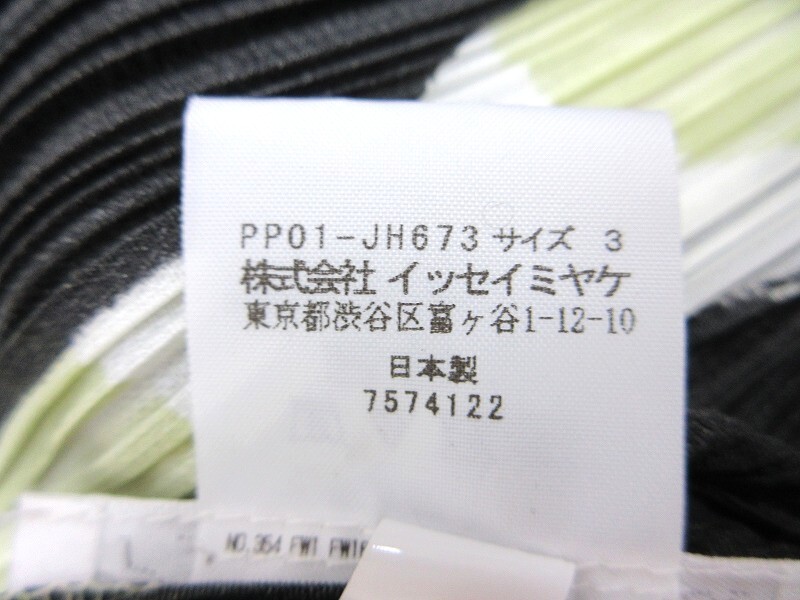 PP01-JH673 サイズ 3
株式会社 イッセイミヤケ
東京都渋谷区富ヶ谷1-12-10
日本製
7574122
NO.354 FW1